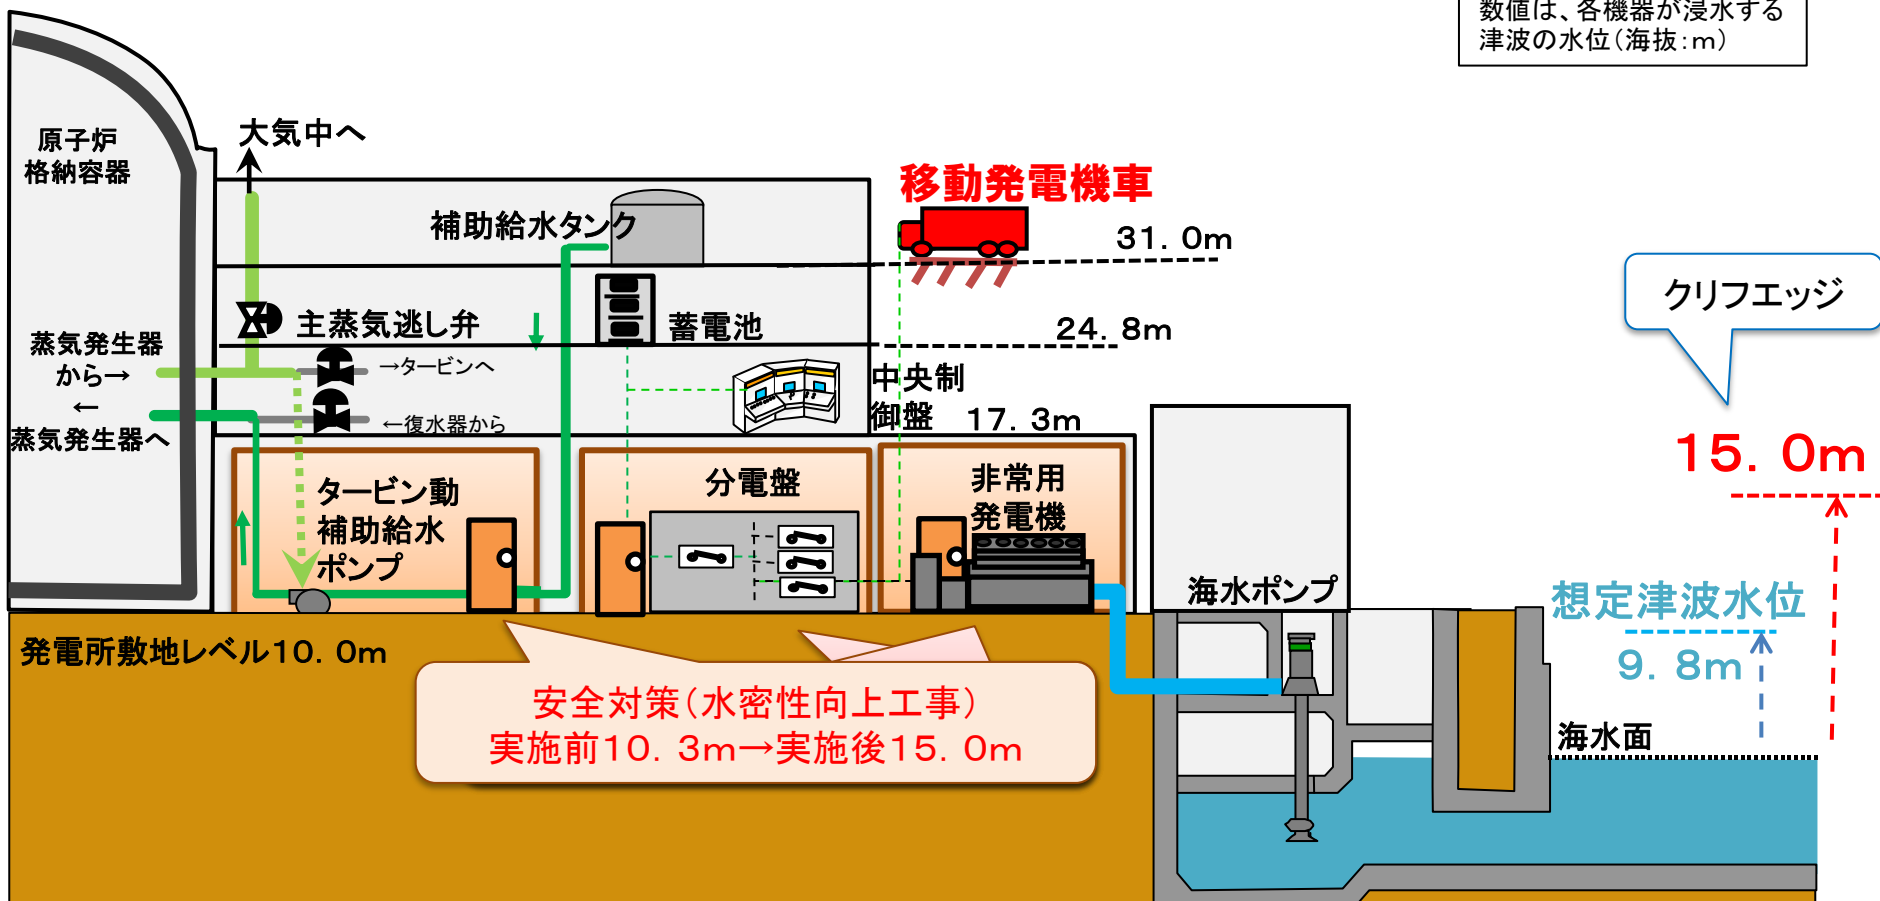 数値は、各機器が浸水する
津波の水位（海抜：m）
大気中へ
原子炉
格納容器
移動発電機車
補助給水タンク
31．0m
クリフエッジ
主蒸気逃し弁
蓄電池
24．8m
蒸気発生器
から→
→タービンへ
中央制
御盤
17．3m
←
蒸気発生器へ
←復水器から
15．0m
タービン動
補助給水
ポンプ
分電盤
非常用
発電機
海水ポンプ
想定津波水位
9．8m
発電所敷地レベル10．0m
安全対策（水密性向上工事）
実施前10．3m→実施後15．0m
海水面